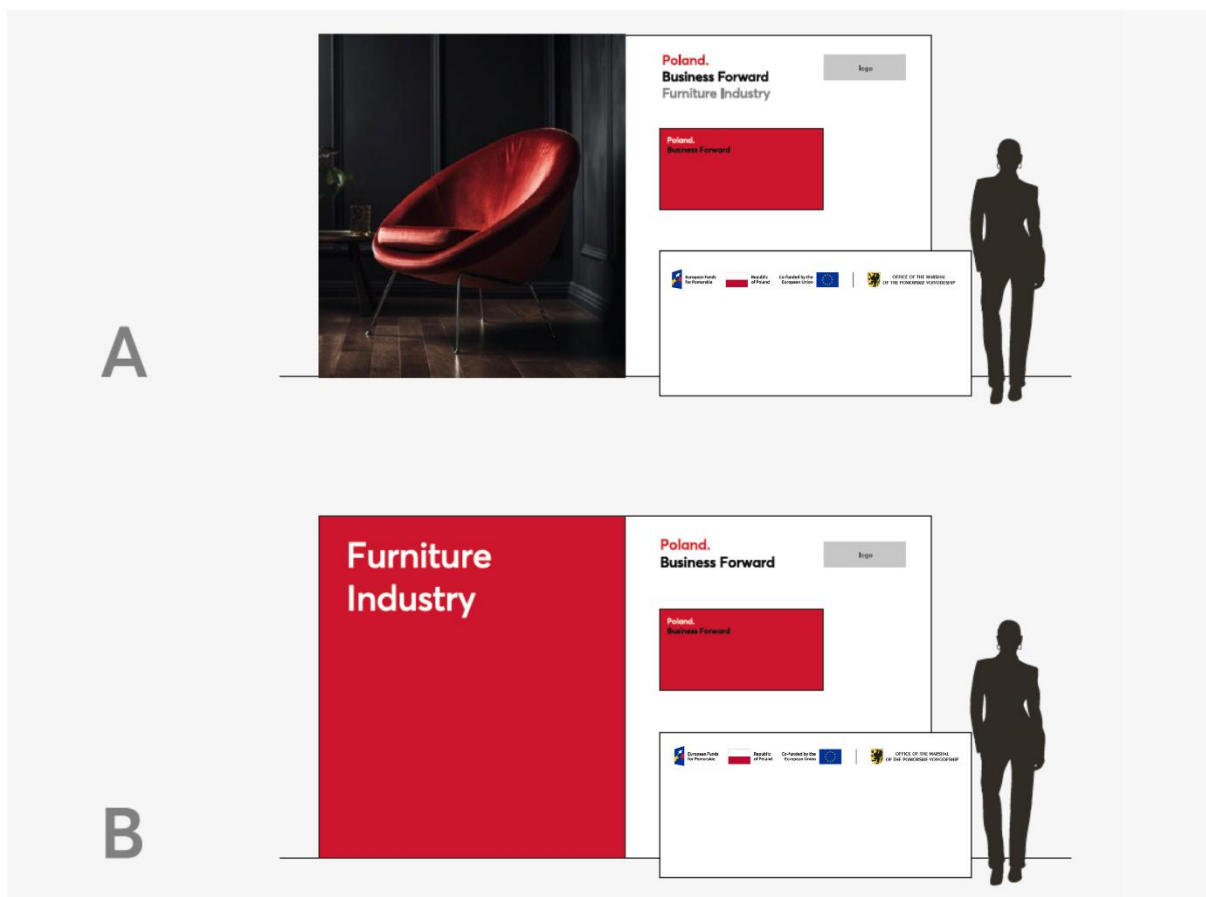 Poland.
Business Forward
Furniture Industry
logo
Poland.
Business Forward
European Funds
for Pomerania
Republic
of Poland
Co-funded by the
European Union
OFFICE OF THE MARSHAL
OF THE POMORSKIE VOIVODESHIP
A
Furniture
Industry
Poland.
Business Forward
logo
Poland.
Business Forward
European Funds
for Pomerania
Republic
of Poland
Co-funded by the
European Union
OFFICE OF THE MARSHAL
OF THE POMORSKIE VOIVODESHIP
B